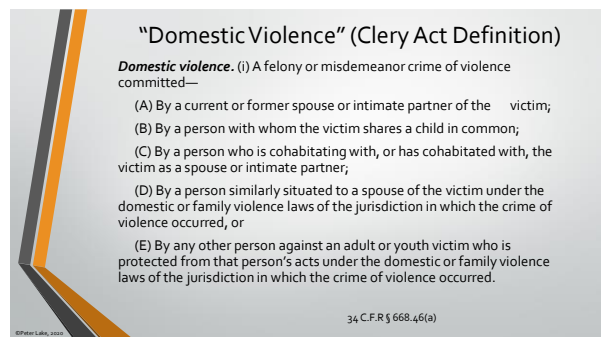 “Domestic Violence” (Clery Act Definition)
Domestic violence. (i) A felony or misdemeanor crime of violence
committed—
(A) By a current or former spouse or intimate partner of the victim;
(B) By a person with whom the victim shares a child in common;
(C) By a person who is cohabitating with, or has cohabitated with, the
victim as a spouse or intimate partner;
(D) By a person similarly situated to a spouse of the victim under the
domestic or family violence laws of the jurisdiction in which the crime of
violence occurred, or
(E) By any other person against an adult or youth victim who is
protected from that person’s acts under the domestic or family violence
laws of the jurisdiction in which the crime of violence occurred.
34 C.F.R § 668.46(a)
©Peter Lake, 2020